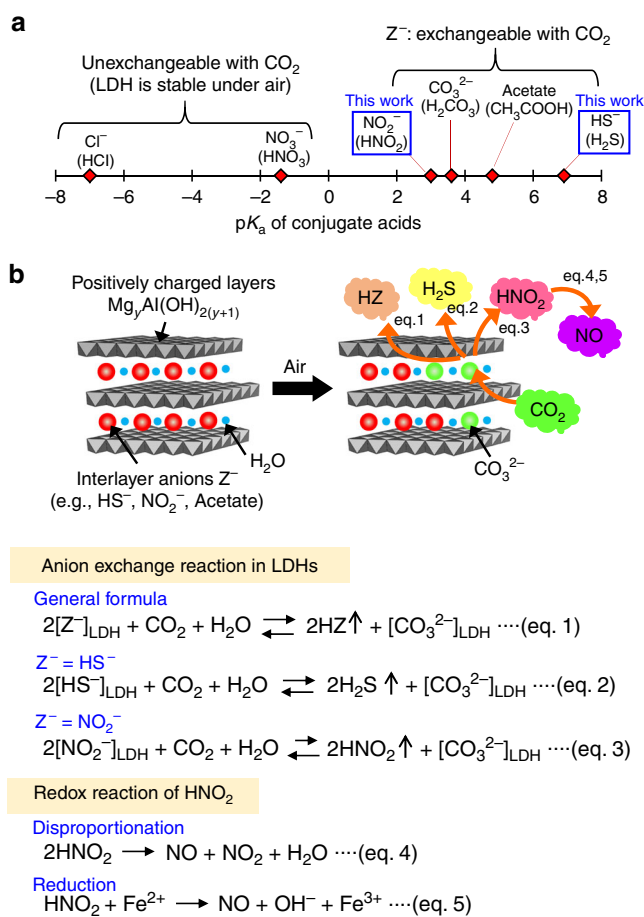 a
Unexchangeable with CO₂
(LDH is stable under air)
Z⁻: exchangeable with CO₂
This work
NO₂⁻
(HNO₂)
CO₃²⁻
(H₂CO₃)
Acetate
(CH₃COOH)
This work
HS⁻
(H₂S)
Cl⁻
(HCl)
NO₃⁻
(HNO₃)
−8 −6 −4 −2 0 2 4 6 8
pKₐ of conjugate acids
b
Positively charged layers
MgᵧAl(OH)₂₍ᵧ₊₁₎
HZ
H₂S
HNO₂
NO
eq.1
eq.2
eq.3
eq.4,5
Air
CO₂
H₂O
CO₃²⁻
Interlayer anions Z⁻
(e.g., HS⁻, NO₂⁻, Acetate)
Anion exchange reaction in LDHs
General formula
2[Z⁻]LDH + CO₂ + H₂O ⇄ 2HZ↑ + [CO₃²⁻]LDH ····(eq. 1)
Z⁻ = HS⁻
2[HS⁻]LDH + CO₂ + H₂O ⇄ 2H₂S ↑ + [CO₃²⁻]LDH ····(eq. 2)
Z⁻ = NO₂⁻
2[NO₂⁻]LDH + CO₂ + H₂O ⇄ 2HNO₂↑ + [CO₃²⁻]LDH ····(eq. 3)
Redox reaction of HNO₂
Disproportionation
2HNO₂ → NO + NO₂ + H₂O ····(eq. 4)
Reduction
HNO₂ + Fe²⁺ → NO + OH⁻ + Fe³⁺ ····(eq. 5)